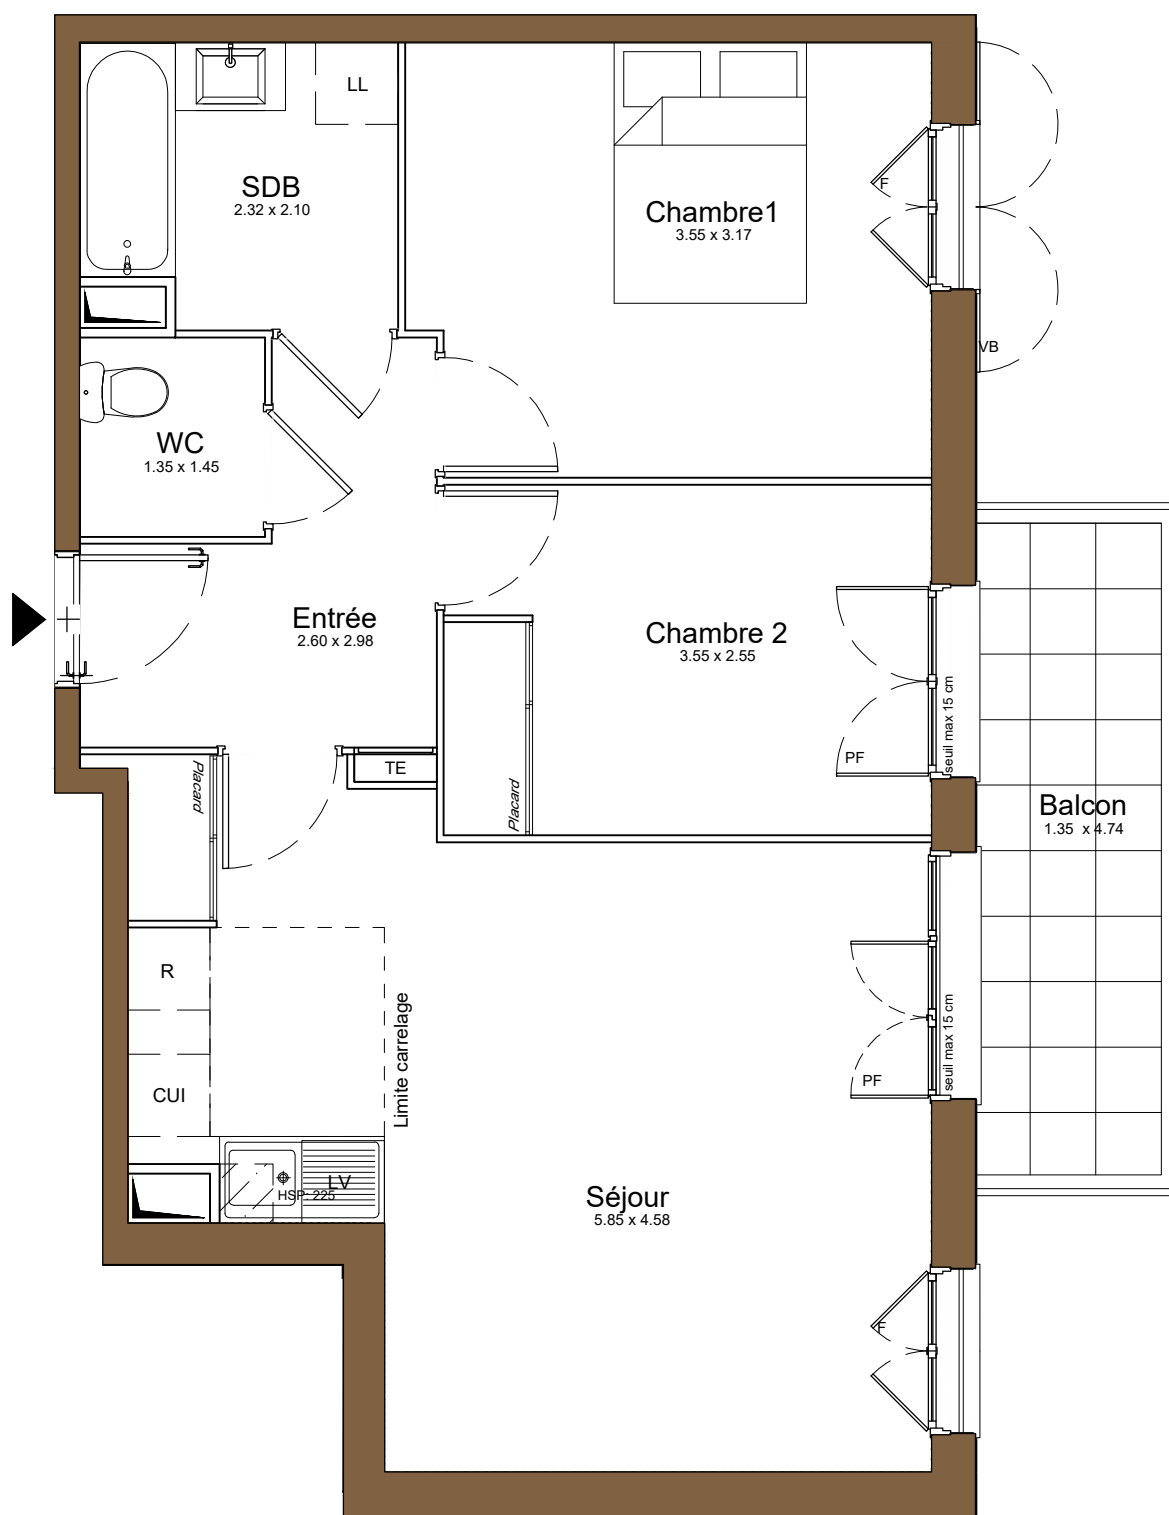 LL
SDB
2.32 x 2.10
F
Chambre1
3.55 x 3.17
VB
WC
1.35 x 1.45
Entrée
2.60 x 2.98
Chambre 2
3.55 x 2.55
seuil max 15 cm
PF
TE
Placard
Placard
Balcon
1.35 x 4.74
R
Limite carrelage
seuil max 15 cm
PF
CUI
LV
HSP: 225
Séjour
5.85 x 4.58
F